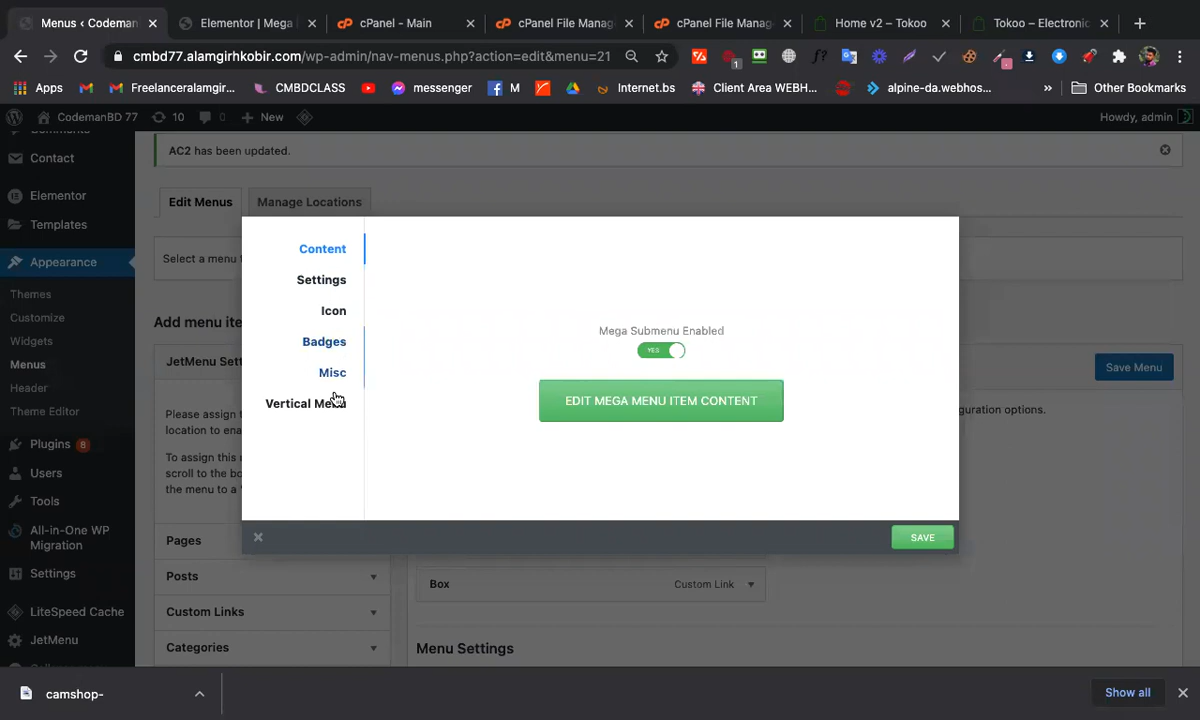 Menus < Codeman
Elementor | Mega
cPanel - Main
cPanel File Manag
cPanel File Manag
Home v2 – Tokoo
Tokoo – Electronic
cmbd77.alamgirhkobir.com/wp-admin/nav-menus.php?action=edit&menu=21
Apps
Freelanceralamgir...
CMBDCLASS
messenger
M
Internet.bs
Client Area WEBH...
alpine-da.webhos...
Other Bookmarks
CodemanBD 77
10
New
Howdy, admin
Comments
Contact
Elementor
Templates
Appearance
Themes
Customize
Widgets
Menus
Header
Theme Editor
Plugins 8
Users
Tools
All-in-One WP
Migration
Settings
LiteSpeed Cache
JetMenu
AC2 has been updated.
Edit Menus
Manage Locations
Select a menu
Add menu ite
JetMenu Sett
Please assign
location to ena
To assign this
scroll to the bo
the menu to a '
Pages
Posts
Custom Links
Categories
Content
Settings
Icon
Badges
Misc
Vertical Menu
Mega Submenu Enabled
YES
EDIT MEGA MENU ITEM CONTENT
SAVE
Save Menu
figuration options.
Box
Custom Link
Menu Settings
camshop-
Show all